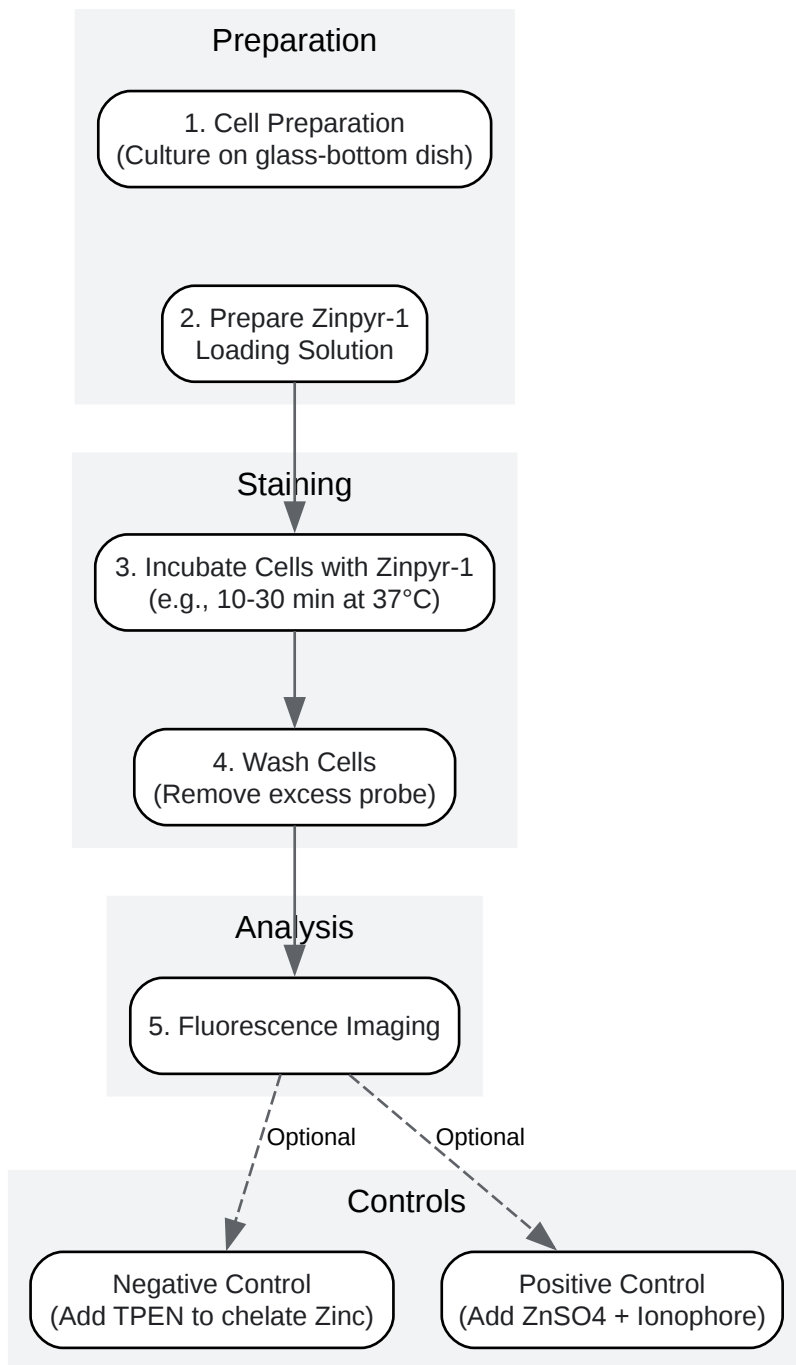 Preparation
1. Cell Preparation
(Culture on glass-bottom dish)
2. Prepare Zinpyr-1
Loading Solution
Staining
3. Incubate Cells with Zinpyr-1
(e.g., 10-30 min at 37°C)
4. Wash Cells
(Remove excess probe)
Analysis
5. Fluorescence Imaging
Optional
Optional
Controls
Negative Control
(Add TPEN to chelate Zinc)
Positive Control
(Add ZnSO4 + Ionophore)